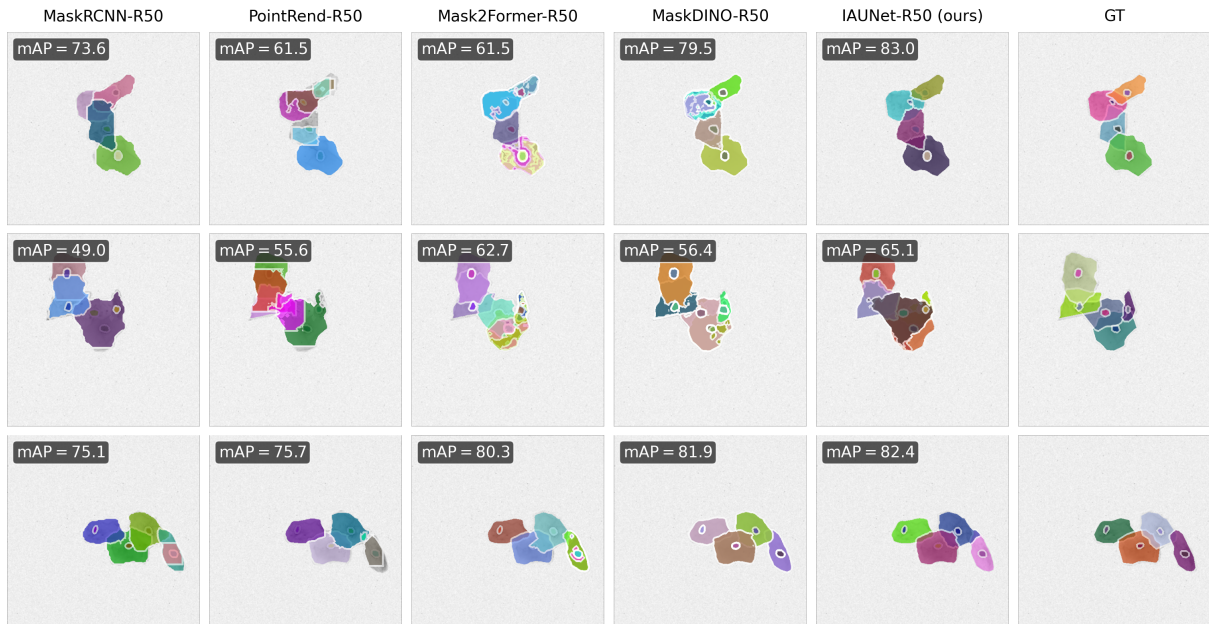 MaskRCNN-R50 PointRend-R50 Mask2Former-R50 MaskDINO-R50 IAUNet-R50 (ours) GT
mAP = 73.6 mAP = 61.5 mAP = 61.5 mAP = 79.5 mAP = 83.0
mAP = 49.0 mAP = 55.6 mAP = 62.7 mAP = 56.4 mAP = 65.1
mAP = 75.1 mAP = 75.7 mAP = 80.3 mAP = 81.9 mAP = 82.4